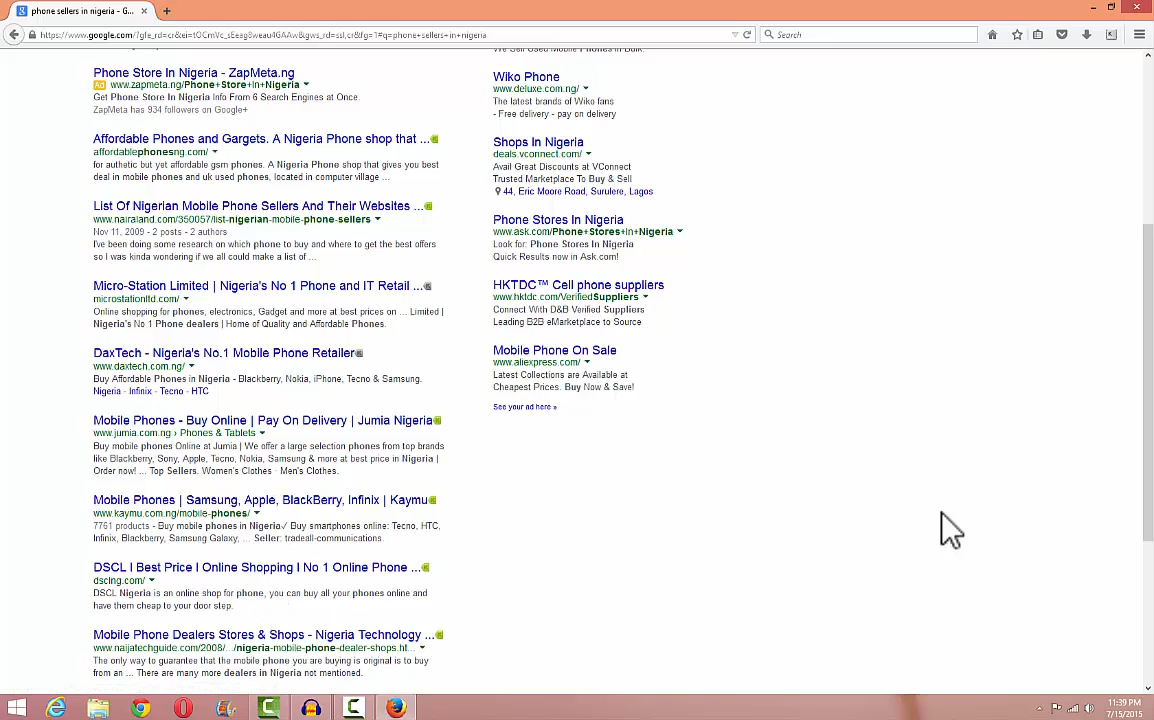 phone sellers in nigeria - G...
https://www.google.com/?gfe_rd=cr&ei=tOCmVc_sEeag8weau4GAAw&gws_rd=ssl,cr&fg=1#q=phone+sellers+in+nigeria
Search
Phone Store In Nigeria - ZapMeta.ng
Ad www.zapmeta.ng/Phone+Store+In+Nigeria
Get Phone Store In Nigeria Info From 6 Search Engines at Once.
ZapMeta has 934 followers on Google+
Affordable Phones and Gargets. A Nigeria Phone shop that ...
affordablephonesng.com/
for authetic but yet affordable gsm phones. A Nigeria Phone shop that gives you best
deal in mobile phones and uk used phones, located in computer village ...
List Of Nigerian Mobile Phone Sellers And Their Websites ...
www.nairaland.com/350057/list-nigerian-mobile-phone-sellers
Nov 11, 2009 - 2 posts - 2 authors
I've been doing some research on which phone to buy and where to get the best offers
so I was kinda wondering if we all could make a list of ...
Micro-Station Limited | Nigeria's No 1 Phone and IT Retail ...
microstationltd.com/
Online shopping for phones, electronics, Gadget and more at best prices on ... Limited |
Nigeria's No.1 Phone dealers | Home of Quality and Affordable Phones.
DaxTech - Nigeria's No.1 Mobile Phone Retailer
www.daxtech.com.ng/
Buy Affordable Phones in Nigeria - Blackberry, Nokia, iPhone, Tecno & Samsung.
Nigeria - Infinix - Tecno - HTC
Mobile Phones - Buy Online | Pay On Delivery | Jumia Nigeria
www.jumia.com.ng › Phones & Tablets
Buy mobile phones Online at Jumia | We offer a large selection phones from top brands
like Blackberry, Sony, Apple, Tecno, Nokia, Samsung & more at best price in Nigeria |
Order now! ... Top Sellers. Women's Clothes · Men's Clothes.
Mobile Phones | Samsung, Apple, BlackBerry, Infinix | Kaymu
www.kaymu.com.ng/mobile-phones/
7761 products - Buy mobile phones in Nigeria✓ Buy smartphones online: Tecno, HTC,
Infinix, Blackberry, Samsung Galaxy, ... Seller: tradeall-communications.
DSCL I Best Price I Online Shopping I No 1 Online Phone ...
dsclng.com/
DSCL Nigeria is an online shop for phone, you can buy all your phones online and
have them cheap to your door step.
Mobile Phone Dealers Stores & Shops - Nigeria Technology ...
www.naijatechguide.com/2008/.../nigeria-mobile-phone-dealer-shops.ht...
The only way to guarantee that the mobile phone you are buying is original is to buy
from an ... There are many more dealers in Nigeria not mentioned.
We Sell Used Mobile Phones In Bulk.
Wiko Phone
www.deluxe.com.ng/
The latest brands of Wiko fans
- Free delivery - pay on delivery
Shops In Nigeria
deals.vconnect.com/
Avail Great Discounts at VConnect
Trusted Marketplace To Buy & Sell
44, Eric Moore Road, Surulere, Lagos
Phone Stores In Nigeria
www.ask.com/Phone+Stores+In+Nigeria
Look for: Phone Stores In Nigeria
Quick Results now in Ask.com!
HKTDC™ Cell phone suppliers
www.hktdc.com/VerifiedSuppliers
Connect With D&B Verified Suppliers
Leading B2B eMarketplace to Source
Mobile Phone On Sale
www.aliexpress.com/
Latest Collections are Available at
Cheapest Prices. Buy Now & Save!
See your ad here »
11:39 PM
7/15/2015